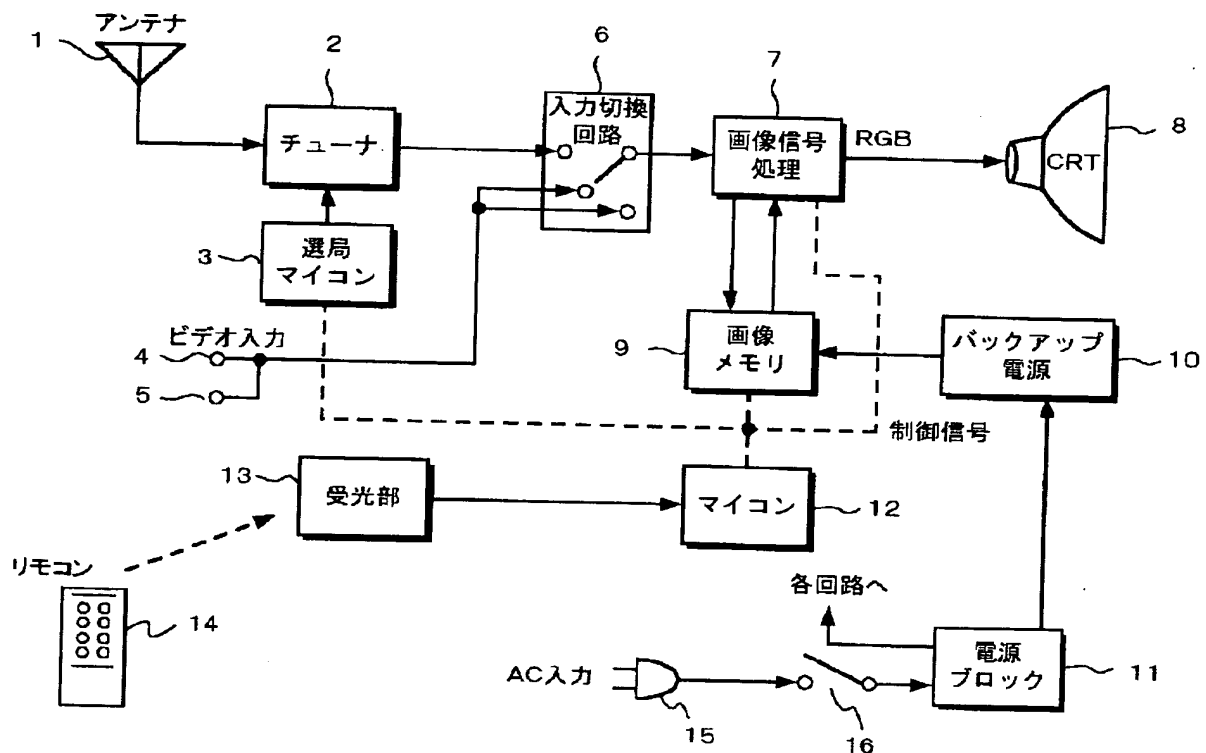 アンテナ
1
2
チューナ
6
入力切換
回路
7
画像信号
処理
RGB
8
CRT
3
選局
マイコン
ビデオ入力
4
5
9
画像
メモリ
バックアップ
電源
10
制御信号
13
受光部
マイコン
12
リモコン
14
各回路へ
AC入力
15
16
電源
ブロック
11